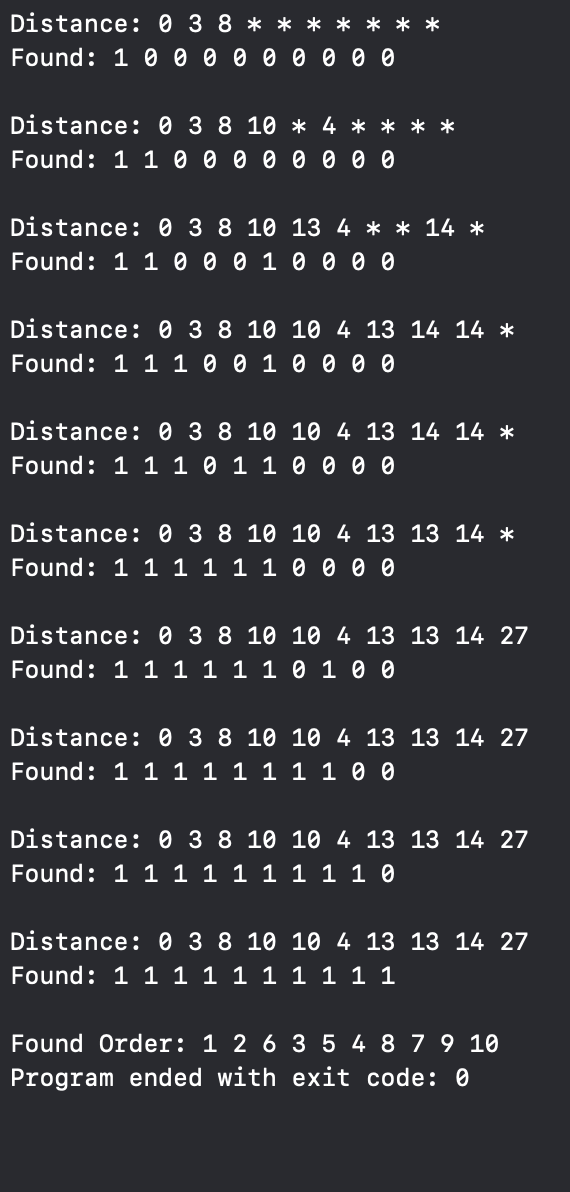 Distance: 0 3 8 * * * * * * *
Found: 1 0 0 0 0 0 0 0 0 0
Distance: 0 3 8 10 * 4 * * * *
Found: 1 1 0 0 0 0 0 0 0 0
Distance: 0 3 8 10 13 4 * * 14 *
Found: 1 1 0 0 0 1 0 0 0 0
Distance: 0 3 8 10 10 4 13 14 14 *
Found: 1 1 1 0 0 1 0 0 0 0
Distance: 0 3 8 10 10 4 13 14 14 *
Found: 1 1 1 0 1 1 0 0 0 0
Distance: 0 3 8 10 10 4 13 13 14 *
Found: 1 1 1 1 1 1 0 0 0 0
Distance: 0 3 8 10 10 4 13 13 14 27
Found: 1 1 1 1 1 1 0 1 0 0
Distance: 0 3 8 10 10 4 13 13 14 27
Found: 1 1 1 1 1 1 1 1 0 0
Distance: 0 3 8 10 10 4 13 13 14 27
Found: 1 1 1 1 1 1 1 1 1 0
Distance: 0 3 8 10 10 4 13 13 14 27
Found: 1 1 1 1 1 1 1 1 1 1
Found Order: 1 2 6 3 5 4 8 7 9 10
Program ended with exit code: 0